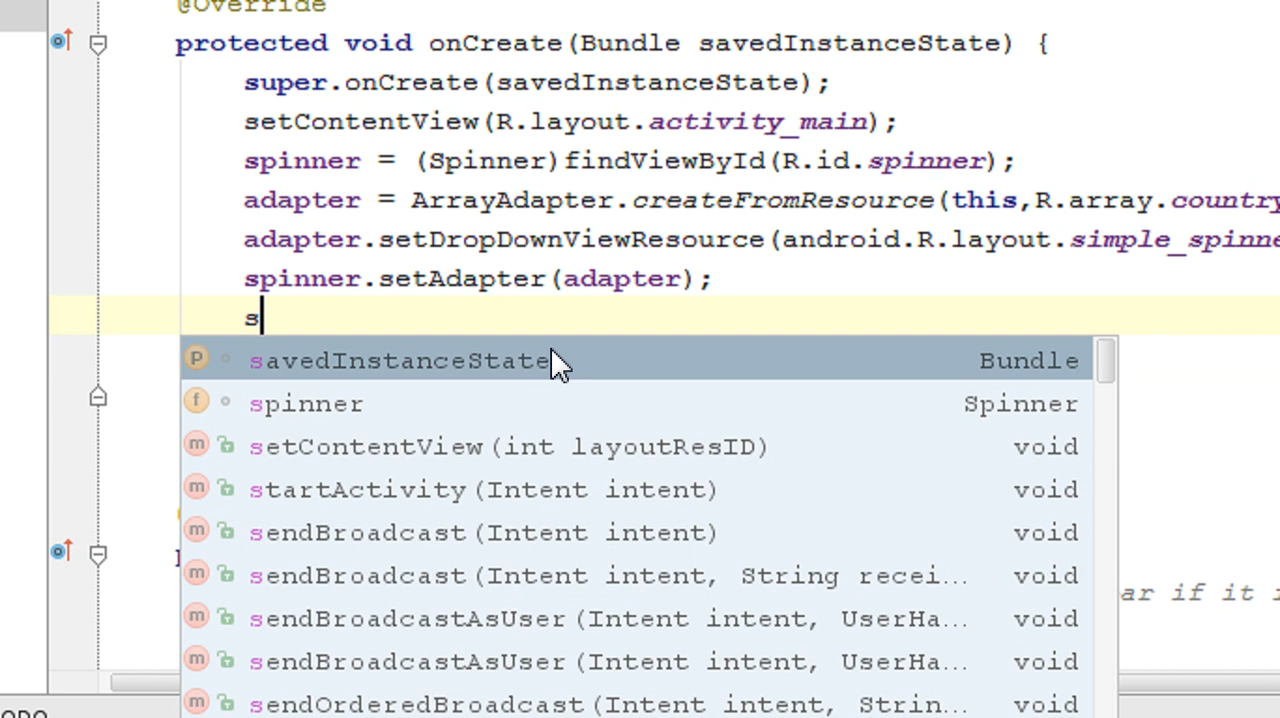 @Override
protected void onCreate(Bundle savedInstanceState) {
super.onCreate(savedInstanceState);
setContentView(R.layout.activity_main);
spinner = (Spinner)findViewById(R.id.spinner);
adapter = ArrayAdapter.createFromResource(this,R.array.country
adapter.setDropDownViewResource(android.R.layout.simple_spinne
spinner.setAdapter(adapter);
s
P savedInstanceState Bundle
f spinner Spinner
m setContentView(int layoutResID) void
m startActivity(Intent intent) void
m sendBroadcast(Intent intent) void
m sendBroadcast(Intent intent, String recei... void
ar if it
m sendBroadcastAsUser(Intent intent, UserHa... void
m sendBroadcastAsUser(Intent intent, UserHa... void
m sendOrderedBroadcast(Intent intent, Strin... void